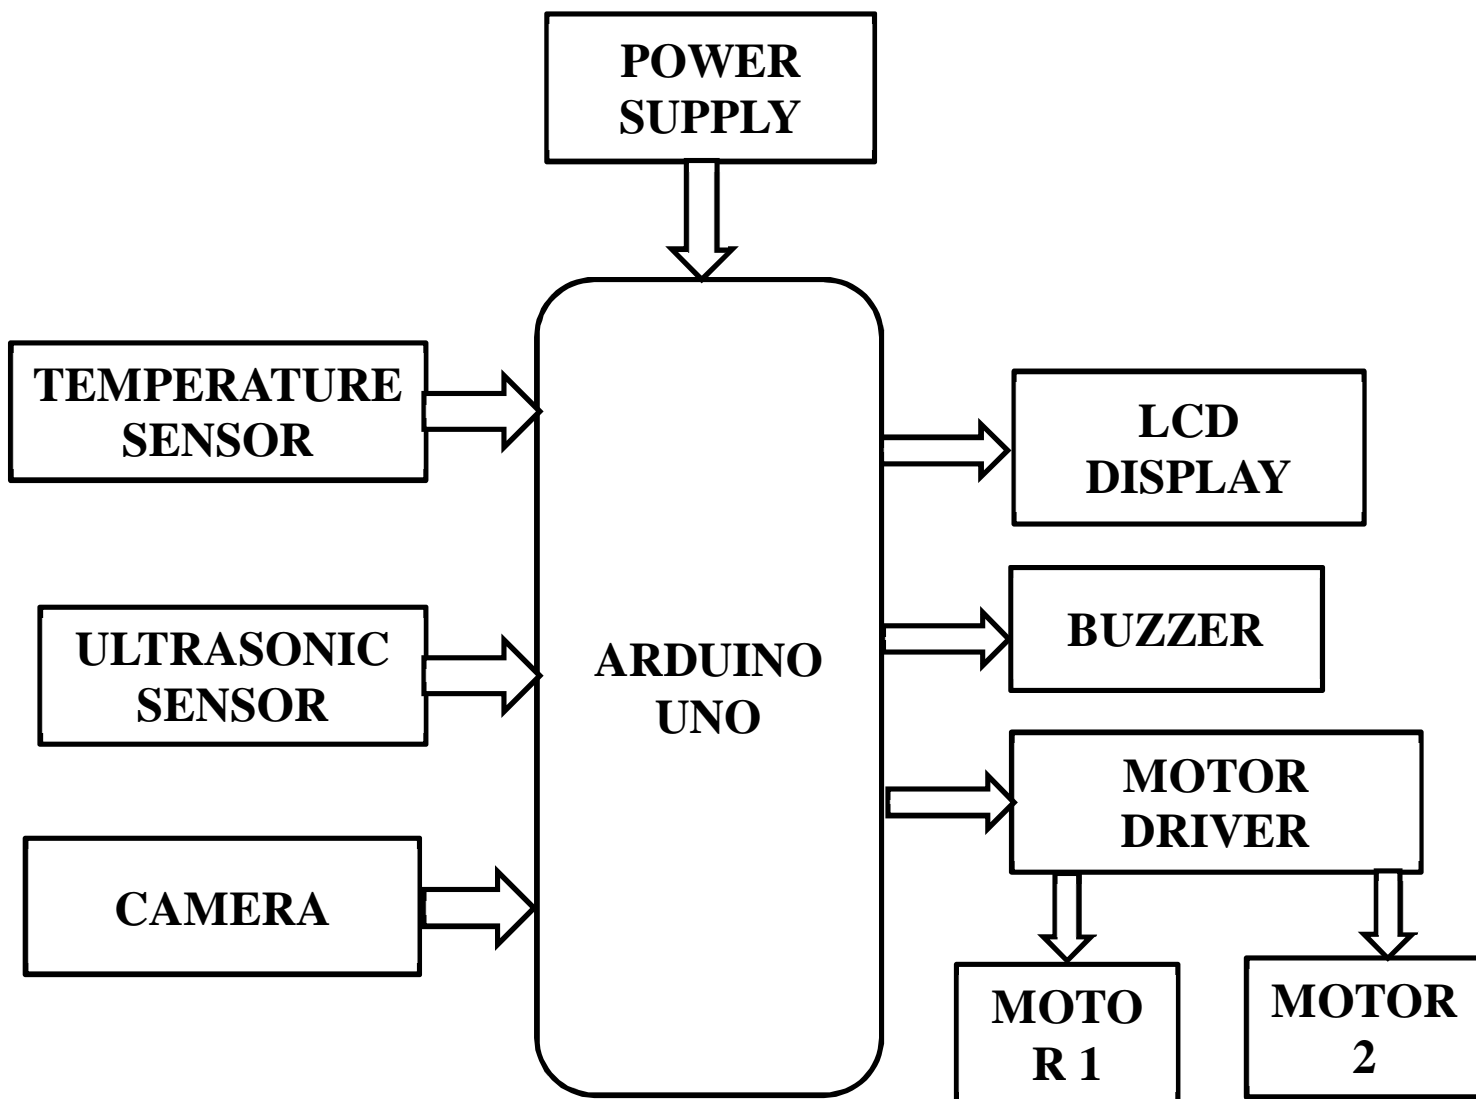 POWER
SUPPLY
TEMPERATURE
SENSOR
LCD
DISPLAY
ULTRASONIC
SENSOR
ARDUINO
UNO
BUZZER
MOTOR
DRIVER
CAMERA
MOTO
R 1
MOTOR
2